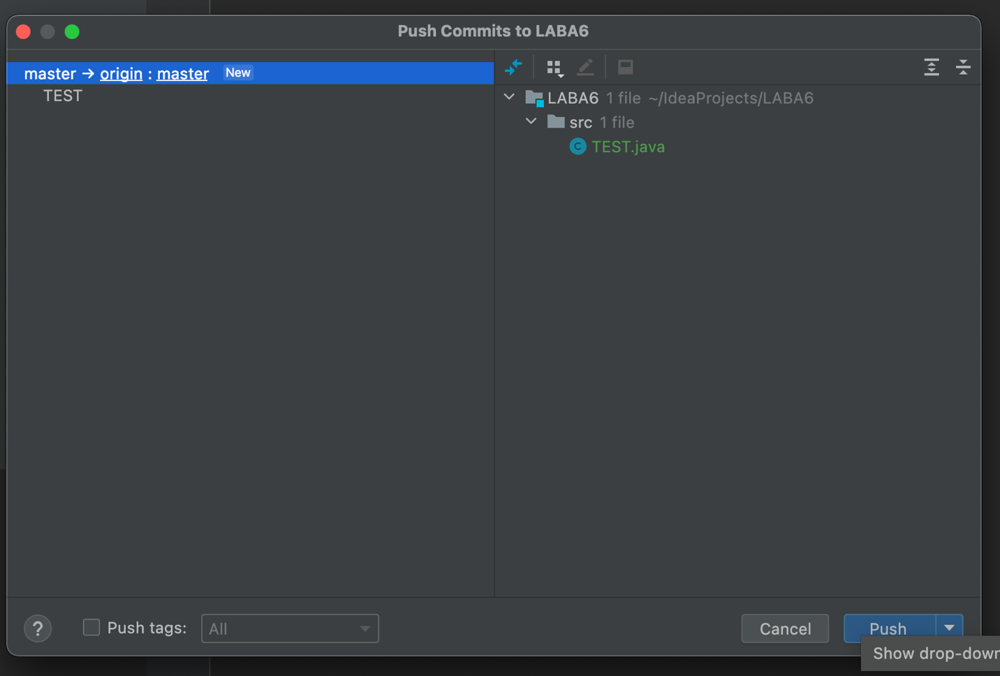 Push Commits to LABA6
master → origin : master New
TEST
LABA6 1 file ~/IdeaProjects/LABA6
src 1 file
C TEST.java
? Push tags: All
Cancel Push
Show drop-down